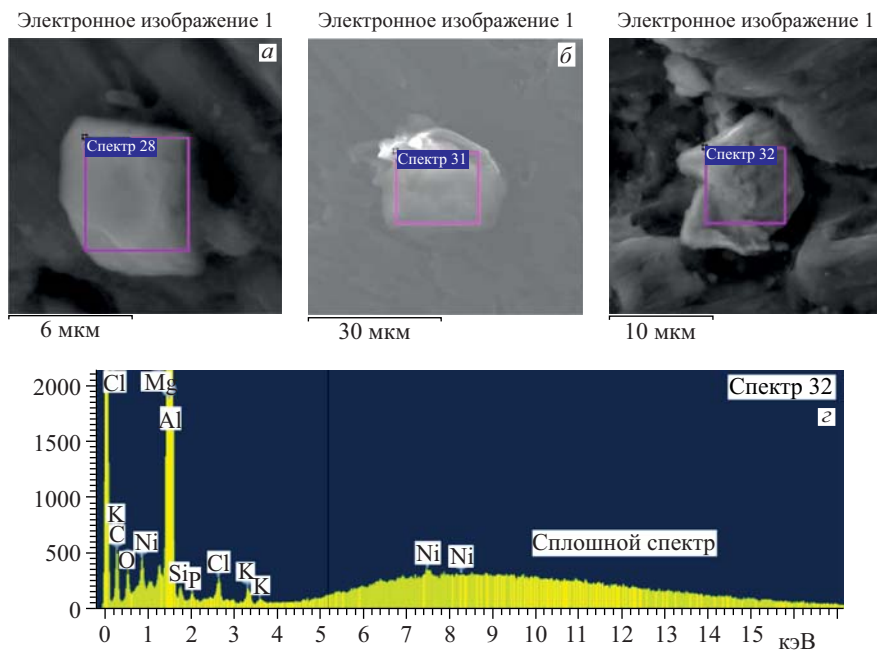 Электронное изображение 1
Электронное изображение 1
Электронное изображение 1
а
б
Спектр 28
Спектр 31
Спектр 32
6 мкм
30 мкм
10 мкм
2000
1500
1000
500
0
Cl
Mg
Al
K
C
O
Ni
Si
P
Cl
K
K
Ni
Ni
Сплошной спектр
Спектр 32
г
0 1 2 3 4 5 6 7 8 9 10 11 12 13 14 15
кэВ